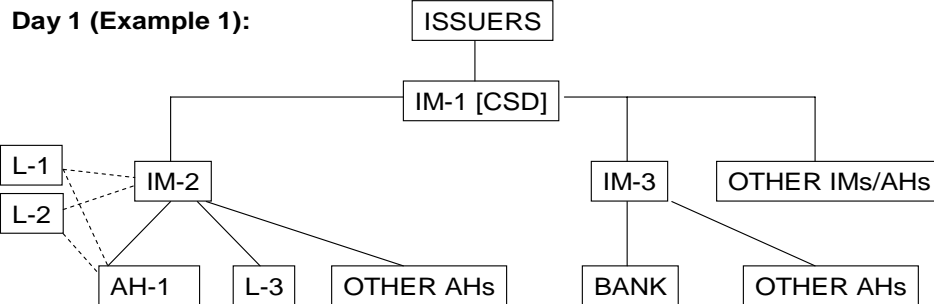 Day 1 (Example 1):
ISSUERS
IM-1 [CSD]
L-1
IM-2
IM-3
OTHER IMs/AHs
L-2
AH-1
L-3
OTHER AHs
BANK
OTHER AHs